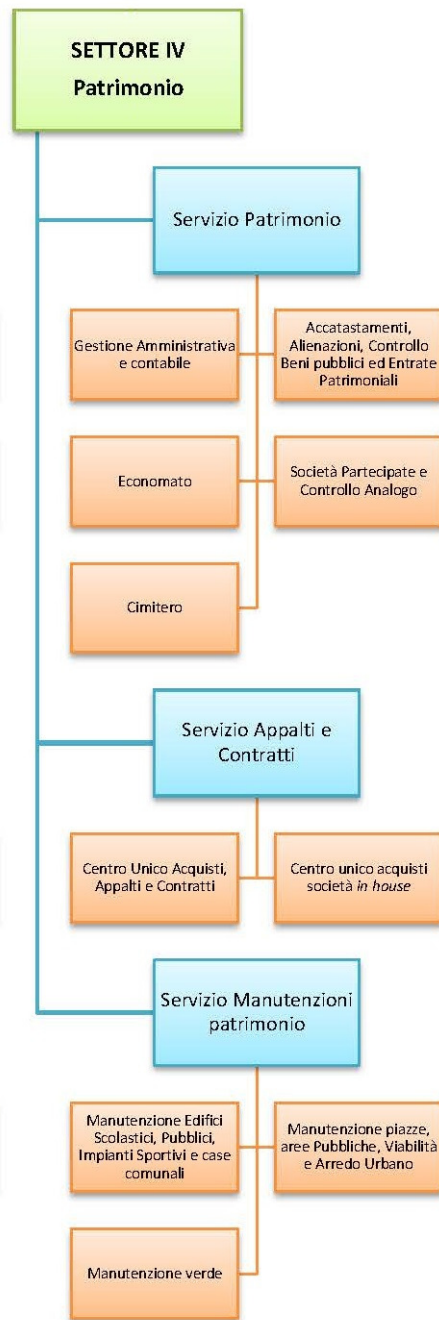 SETTORE IV
Patrimonio
Servizio Patrimonio
Gestione Amministrativa
e contabile
Accatastamenti,
Alienazioni, Controllo
Beni pubblici ed Entrate
Patrimoniali
Economato
Società Partecipate e
Controllo Analogo
Cimitero
Servizio Appalti e
Contratti
Centro Unico Acquisti,
Appalti e Contratti
Centro unico acquisti
società in house
Servizio Manutenzioni
patrimonio
Manutenzione Edifici
Scolastici, Pubblici,
Impianti Sportivi e case
comunali
Manutenzione piazze,
aree Pubbliche, Viabilità
e Arredo Urbano
Manutenzione verde